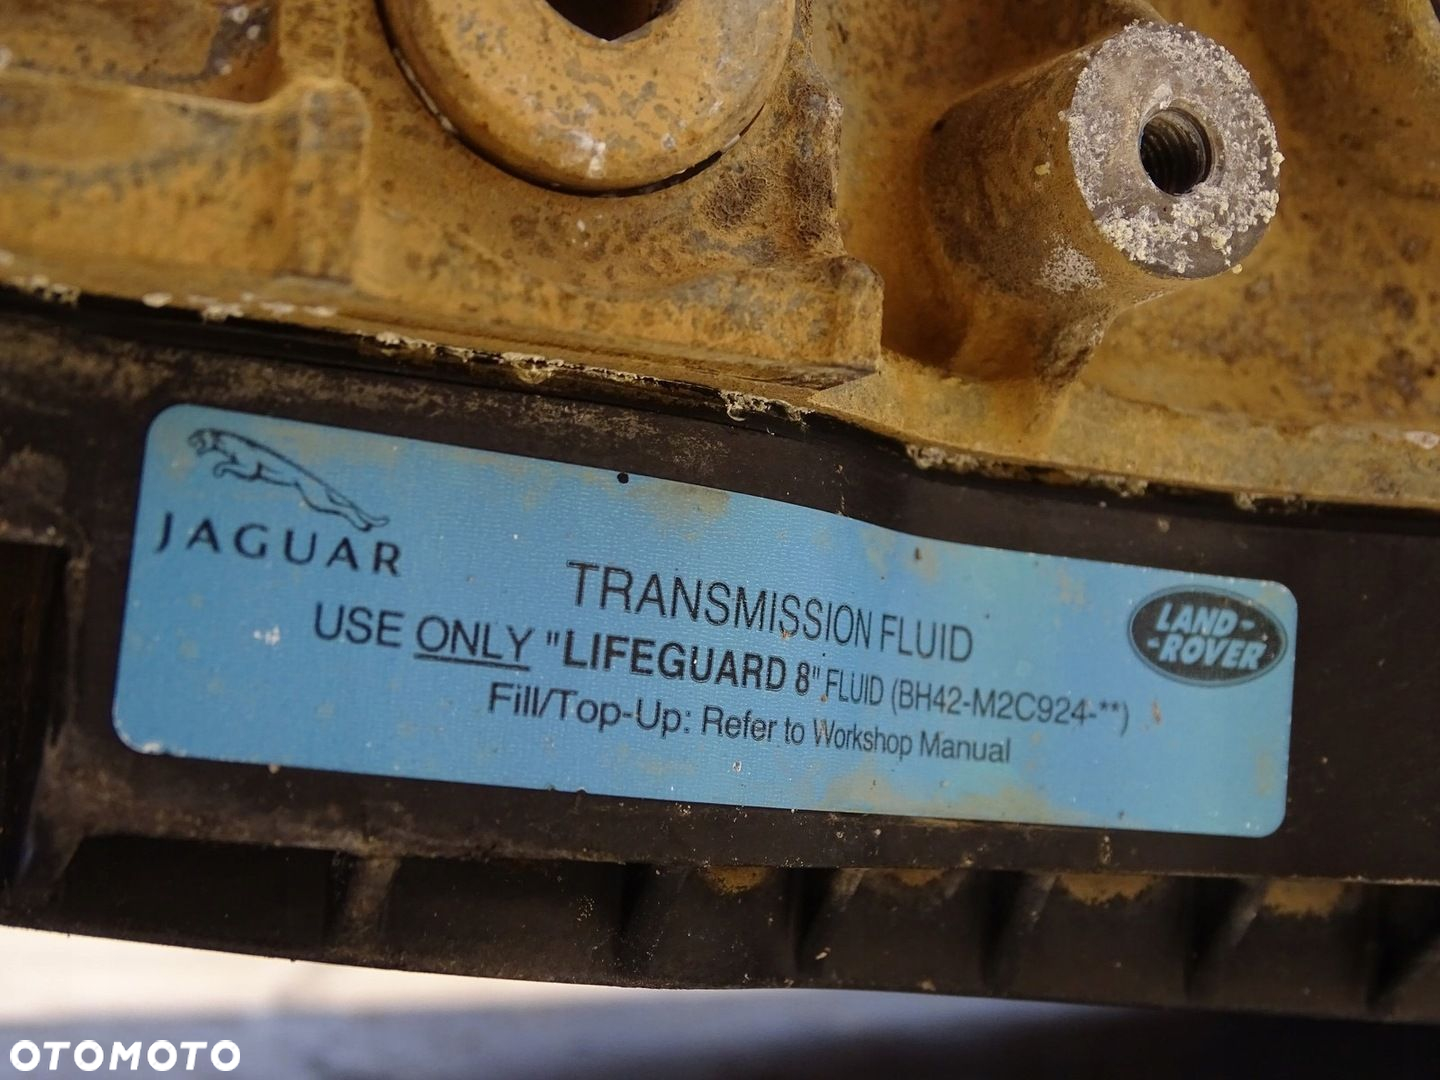 JAGUAR
TRANSMISSION FLUID
LAND-
-ROVER
USE ONLY "LIFEGUARD 8" FLUID (BH42-M2C924-**)
Fill/Top-Up: Refer to Workshop Manual
OTOMOTO